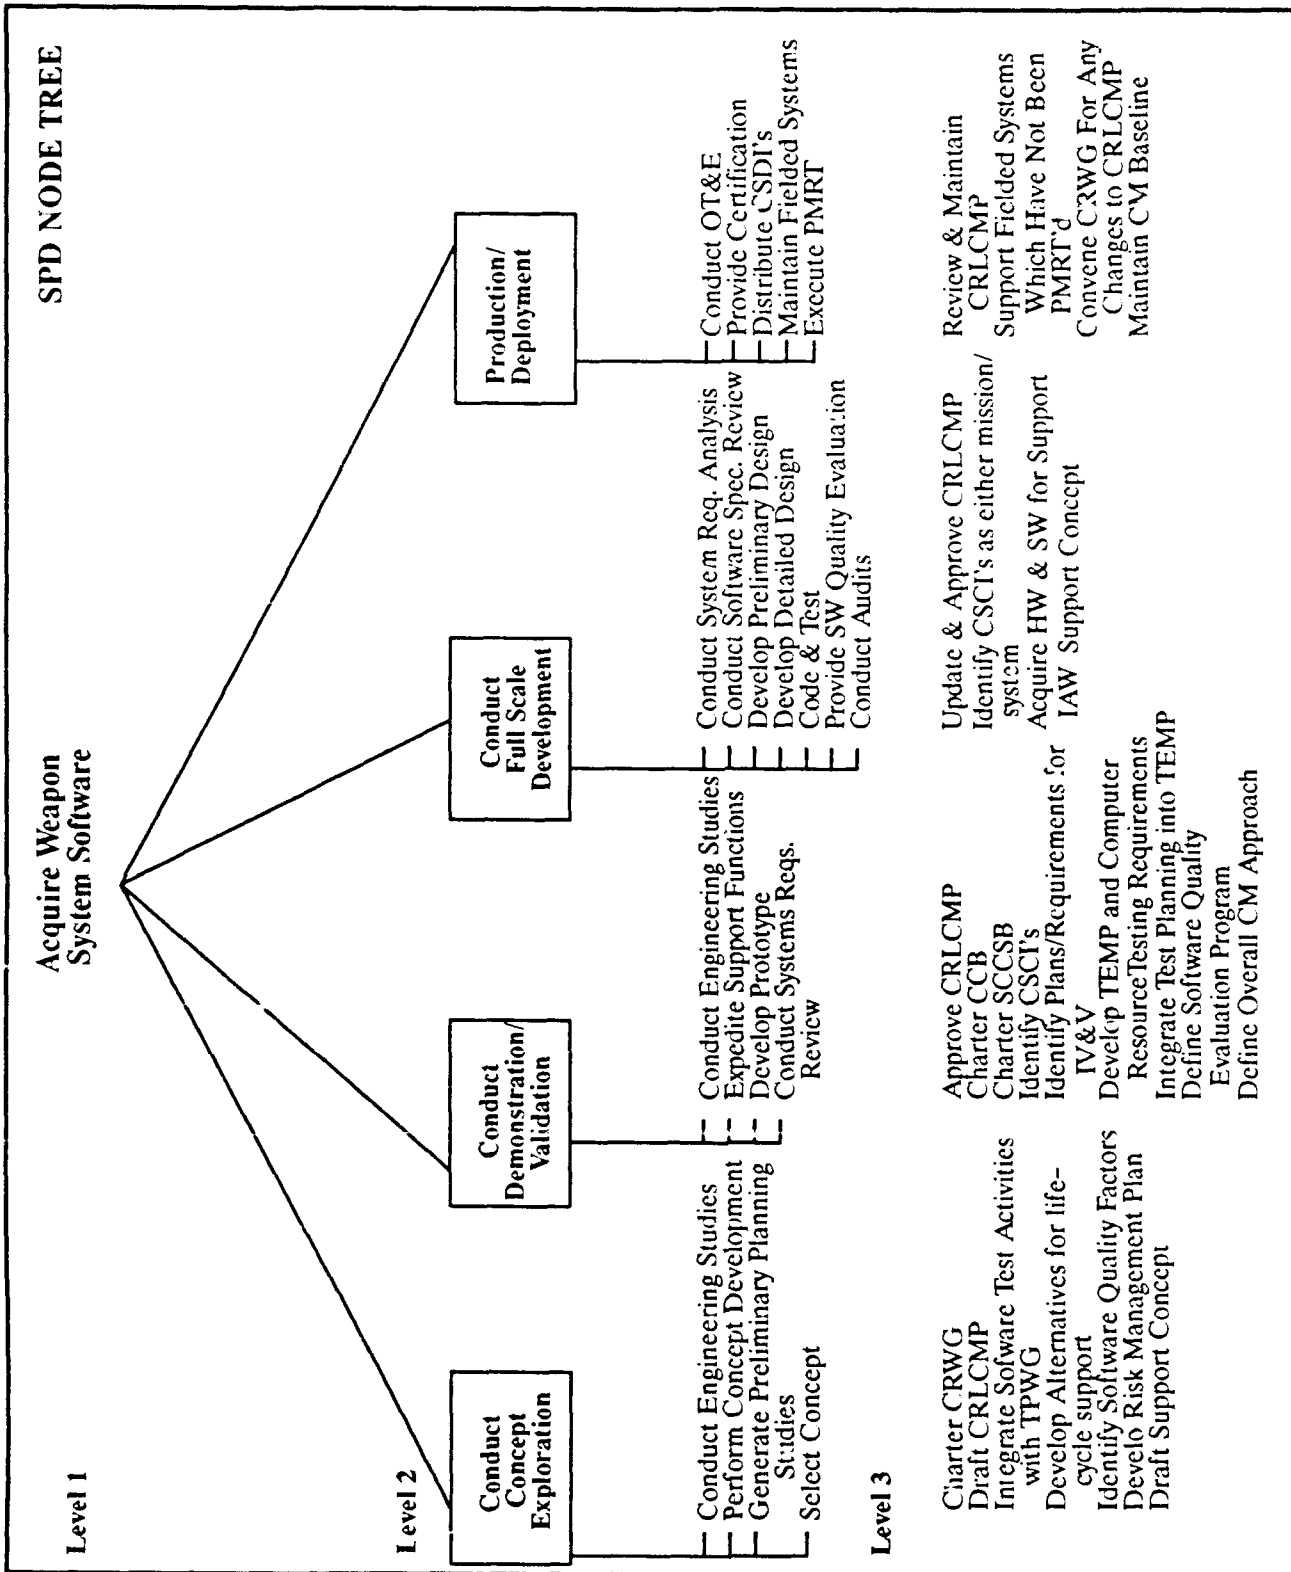 SPD NODE TREE
Acquire Weapon
System Software
Level 1
Level 2
Conduct
Concept
Exploration
Conduct
Demonstration/
Validation
Conduct
Full Scale
Development
Production/
Deployment
Conduct Engineering Studies
Perform Concept Development
Generate Preliminary Planning
Studies
Select Concept
Conduct Engineering Studies
Expedite Support Functions
Develop Prototype
Conduct Systems Reqs.
Review
Conduct System Req. Analysis
Conduct Software Spec. Review
Develop Preliminary Design
Develop Detailed Design
Code & Test
Provide SW Quality Evaluation
Conduct Audits
Conduct OT&E
Provide Certification
Distribute CSDI's
Maintain Fielded Systems
Execute PMRT
Level 3
Charter CRWG
Draft CRLCMP
Integrate Sofware Test Activities
with TPWG
Develop Alternatives for life-
cycle support
Identify Software Quality Factors
Develo Risk Management Plan
Draft Support Concept
Approve CRLCMP
Charter CCB
Charter SCCSB
Identify CSCI's
Identify Plans/Requirements for
IV&V
Develop TEMP and Computer
ResourceTesting Requirements
Integrate Test Planning into TEMP
Define Software Quality
Evaluation Program
Define Overall CM Approach
Update & Approve CRLCMP
Identify CSCI's as either mission/
system
Acquire HW & SW for Support
IAW Support Concept
Review & Maintain
CRLCMP
Support Fielded Systems
Which Have Not Been
PMRT'd
Convene CRWG For Any
Changes to CRLCMP
Maintain CM Baseline